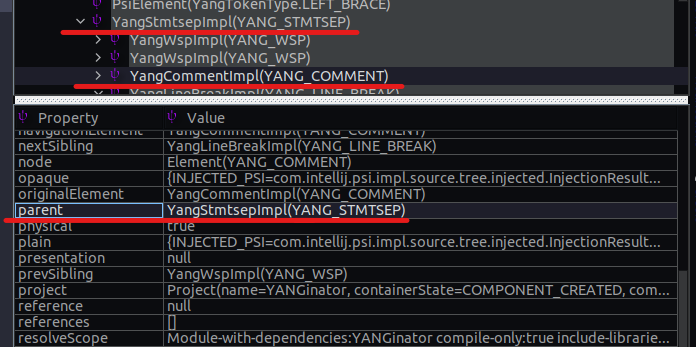 PsiElement(YangTokenType.LEFT_BRACE)
YangStmtsepImpl(YANG_STMTSEP)
YangWspImpl(YANG_WSP)
YangWspImpl(YANG_WSP)
YangCommentImpl(YANG_COMMENT)
YangLineBreakImpl(YANG_LINE_BREAK)
Property Value
navigationElement YangCommentImpl(YANG_COMMENT)
nextSibling YangLineBreakImpl(YANG_LINE_BREAK)
node Element(YANG_COMMENT)
opaque {INJECTED_PSI=com.intellij.psi.impl.source.tree.injected.InjectionResult...
originalElement YangCommentImpl(YANG_COMMENT)
parent YangStmtsepImpl(YANG_STMTSEP)
physical true
plain {INJECTED_PSI=com.intellij.psi.impl.source.tree.injected.InjectionResult...
presentation null
prevSibling YangWspImpl(YANG_WSP)
project Project(name=YANGinator, containerState=COMPONENT_CREATED, com...
reference null
references []
resolveScope Module-with-dependencies:YANGinator compile-only:true include-librarie...